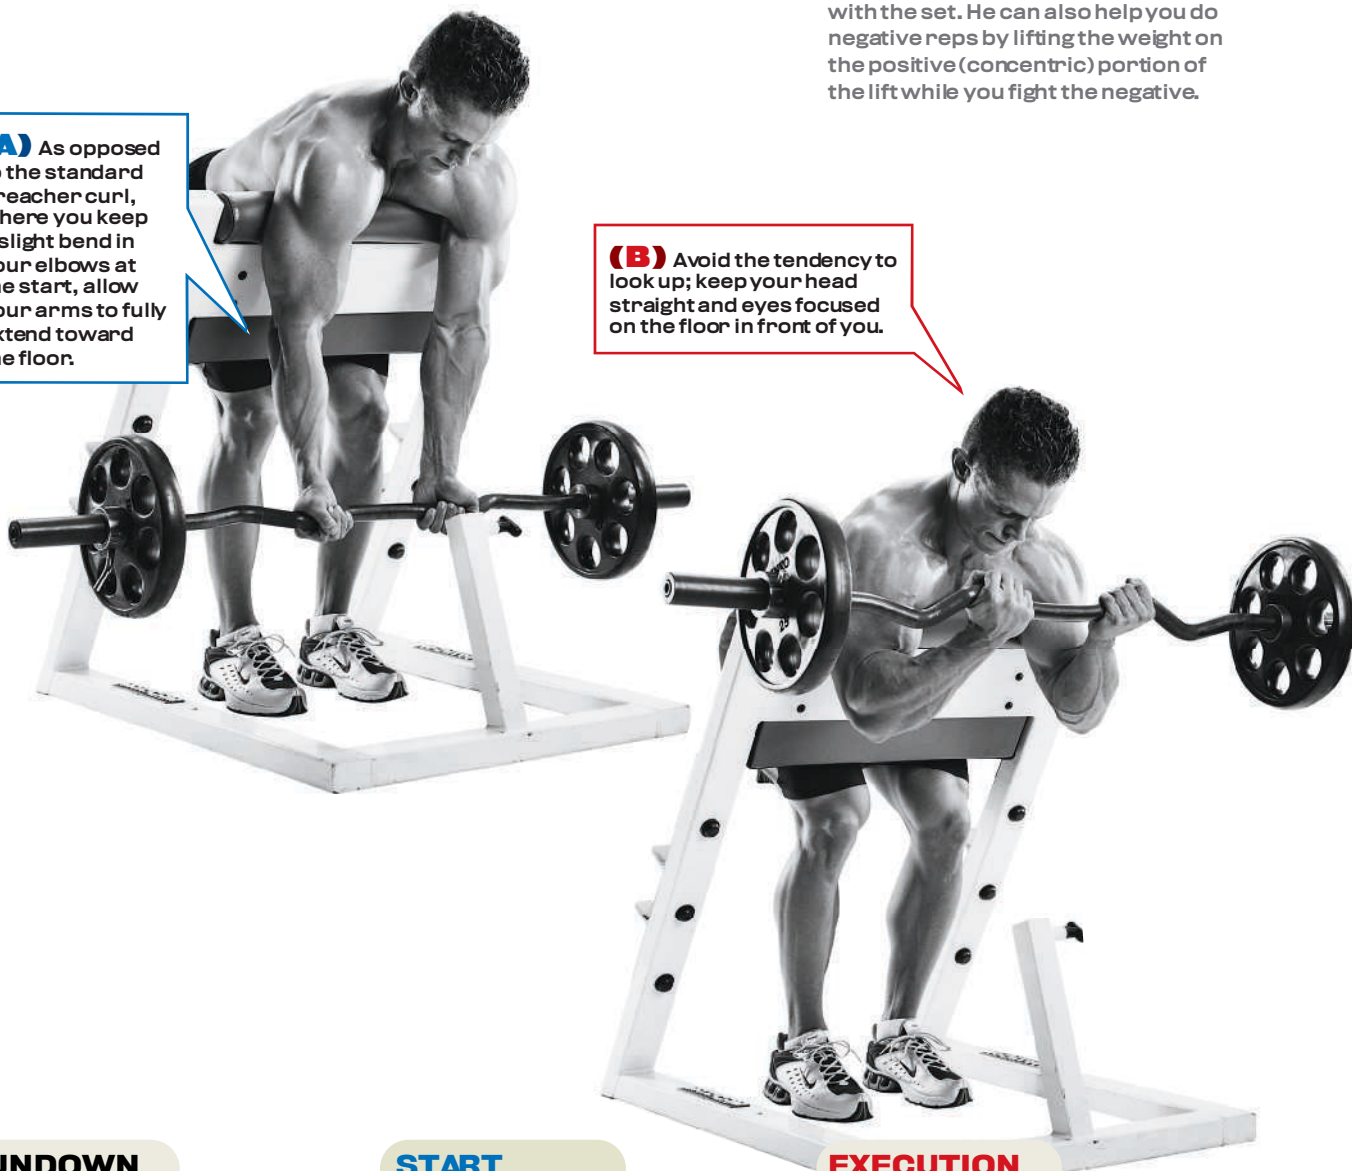 with the set. He can also help you do
negative reps by lifting the weight on
the positive (concentric) portion of
the lift while you fight the negative.
A) As opposed
the standard
reacher curl,
here you keep
slight bend in
our elbows at
e start, allow
our arms to fully
xtend toward
e floor.
(B) Avoid the tendency to
look up; keep your head
straight and eyes focused
on the floor in front of you.
UNDOWN
START
EXECUTION